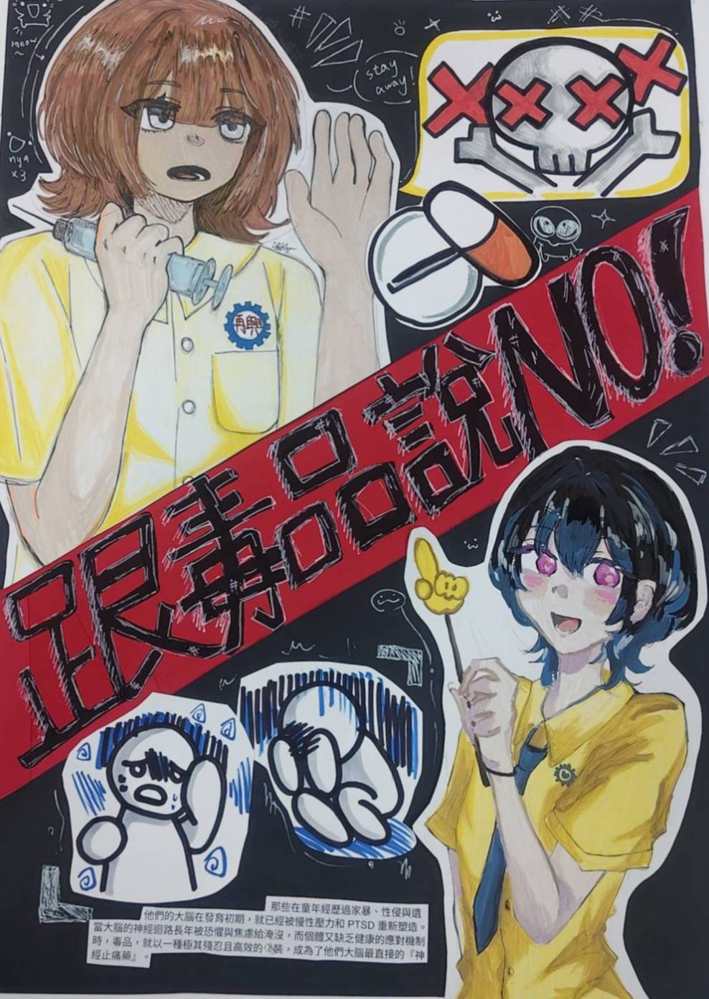 meow
~
stay
away!
nya
x3
再興
跟毒品說NO!
那些在童年經歷過家暴、性侵與遺
他們的大腦在發育初期，就已經被慢性壓力和 PTSD 重新塑造。
當大腦的神經迴路長年被恐懼與焦慮給淹沒，而個體又缺乏健康的應對機制
時，毒品，就以一種極其殘忍且高效的裝，成為了他們大腦最直接的『神
經止痛藥』。